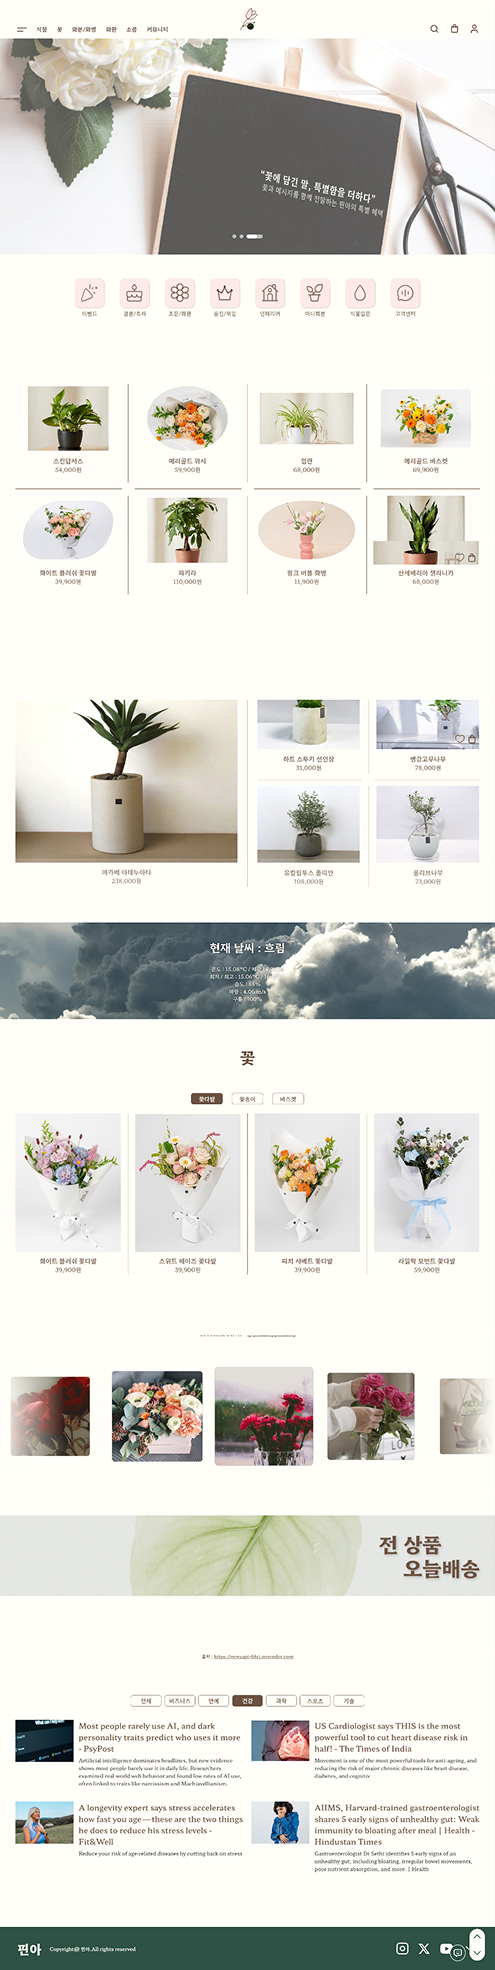 식물 꽃 화분/화병 화환 소품 커뮤니티
“꽃에 담긴 말, 특별함을 더하다”
꽃과 메시지를 함께 전달하는 편아의 특별 혜택
이벤트 결혼/축하 조문/화환 승진/취임 인테리어 미니화분 식물입문 고객센터
스킨답서스 메리골드 위시 접란 메리골드 바스켓
54,000원 59,900원 68,000원 69,900원
화이트 블러쉬 꽃다발 파키라 핑크 버블 화병 산세베리아 젤라니카
39,900원 110,000원 11,900원 68,000원
하트 스투키 선인장 뱅갈고무나무
31,000원 78,000원
아가베 아테누아타 유칼립투스 폴리안 올리브나무
238,000원 108,000원 73,000원
현재 날씨 : 흐림
온도 : 15.08°C /
최저 / 최고 : 15.06°C /
습도 : 88%
바람 : 4.06m/s
구름 : 100%
꽃
꽃다발 꽃송이 바스켓
화이트 블러쉬 꽃다발 스위트 헤이즈 꽃다발 피치 샤베트 꽃다발 라일락 모먼트 꽃다발
39,900원 39,900원 39,900원 59,900원
LOVE
전 상품
오늘배송
출처 :
전체 비즈니스 연예 건강 과학 스포츠 기술
Most people rarely use AI, and dark
personality traits predict who uses it more
- PsyPost
Artificial intelligence dominates headlines, but new evidence
shows most people barely use it in daily life. Researchers
examined real-world web behavior and found low rates of AI use,
often linked to traits like narcissism and Machiavellianism.
US Cardiologist says THIS is the most
powerful tool to cut heart disease risk in
half! - The Times of India
Movement is one of the most powerful tools for anti-ageing, and
reducing the risk of major chronic diseases like heart disease,
diabetes, and cognitiv
A longevity expert says stress accelerates
how fast you age—these are the two things
he does to reduce his stress levels -
Fit&Well
Reduce your risk of age-related diseases by cutting back on stress
AIIMS, Harvard-trained gastroenterologist
shares 5 early signs of unhealthy gut: Weak
immunity to bloating after meal | Health -
Hindustan Times
Gastroenterologist Dr Sethi identifies 5 early signs of an
unhealthy gut, including bloating, irregular bowel movements,
poor nutrient absorption, and more. | Health
편아 Copyright@ 편아.All rights reserved